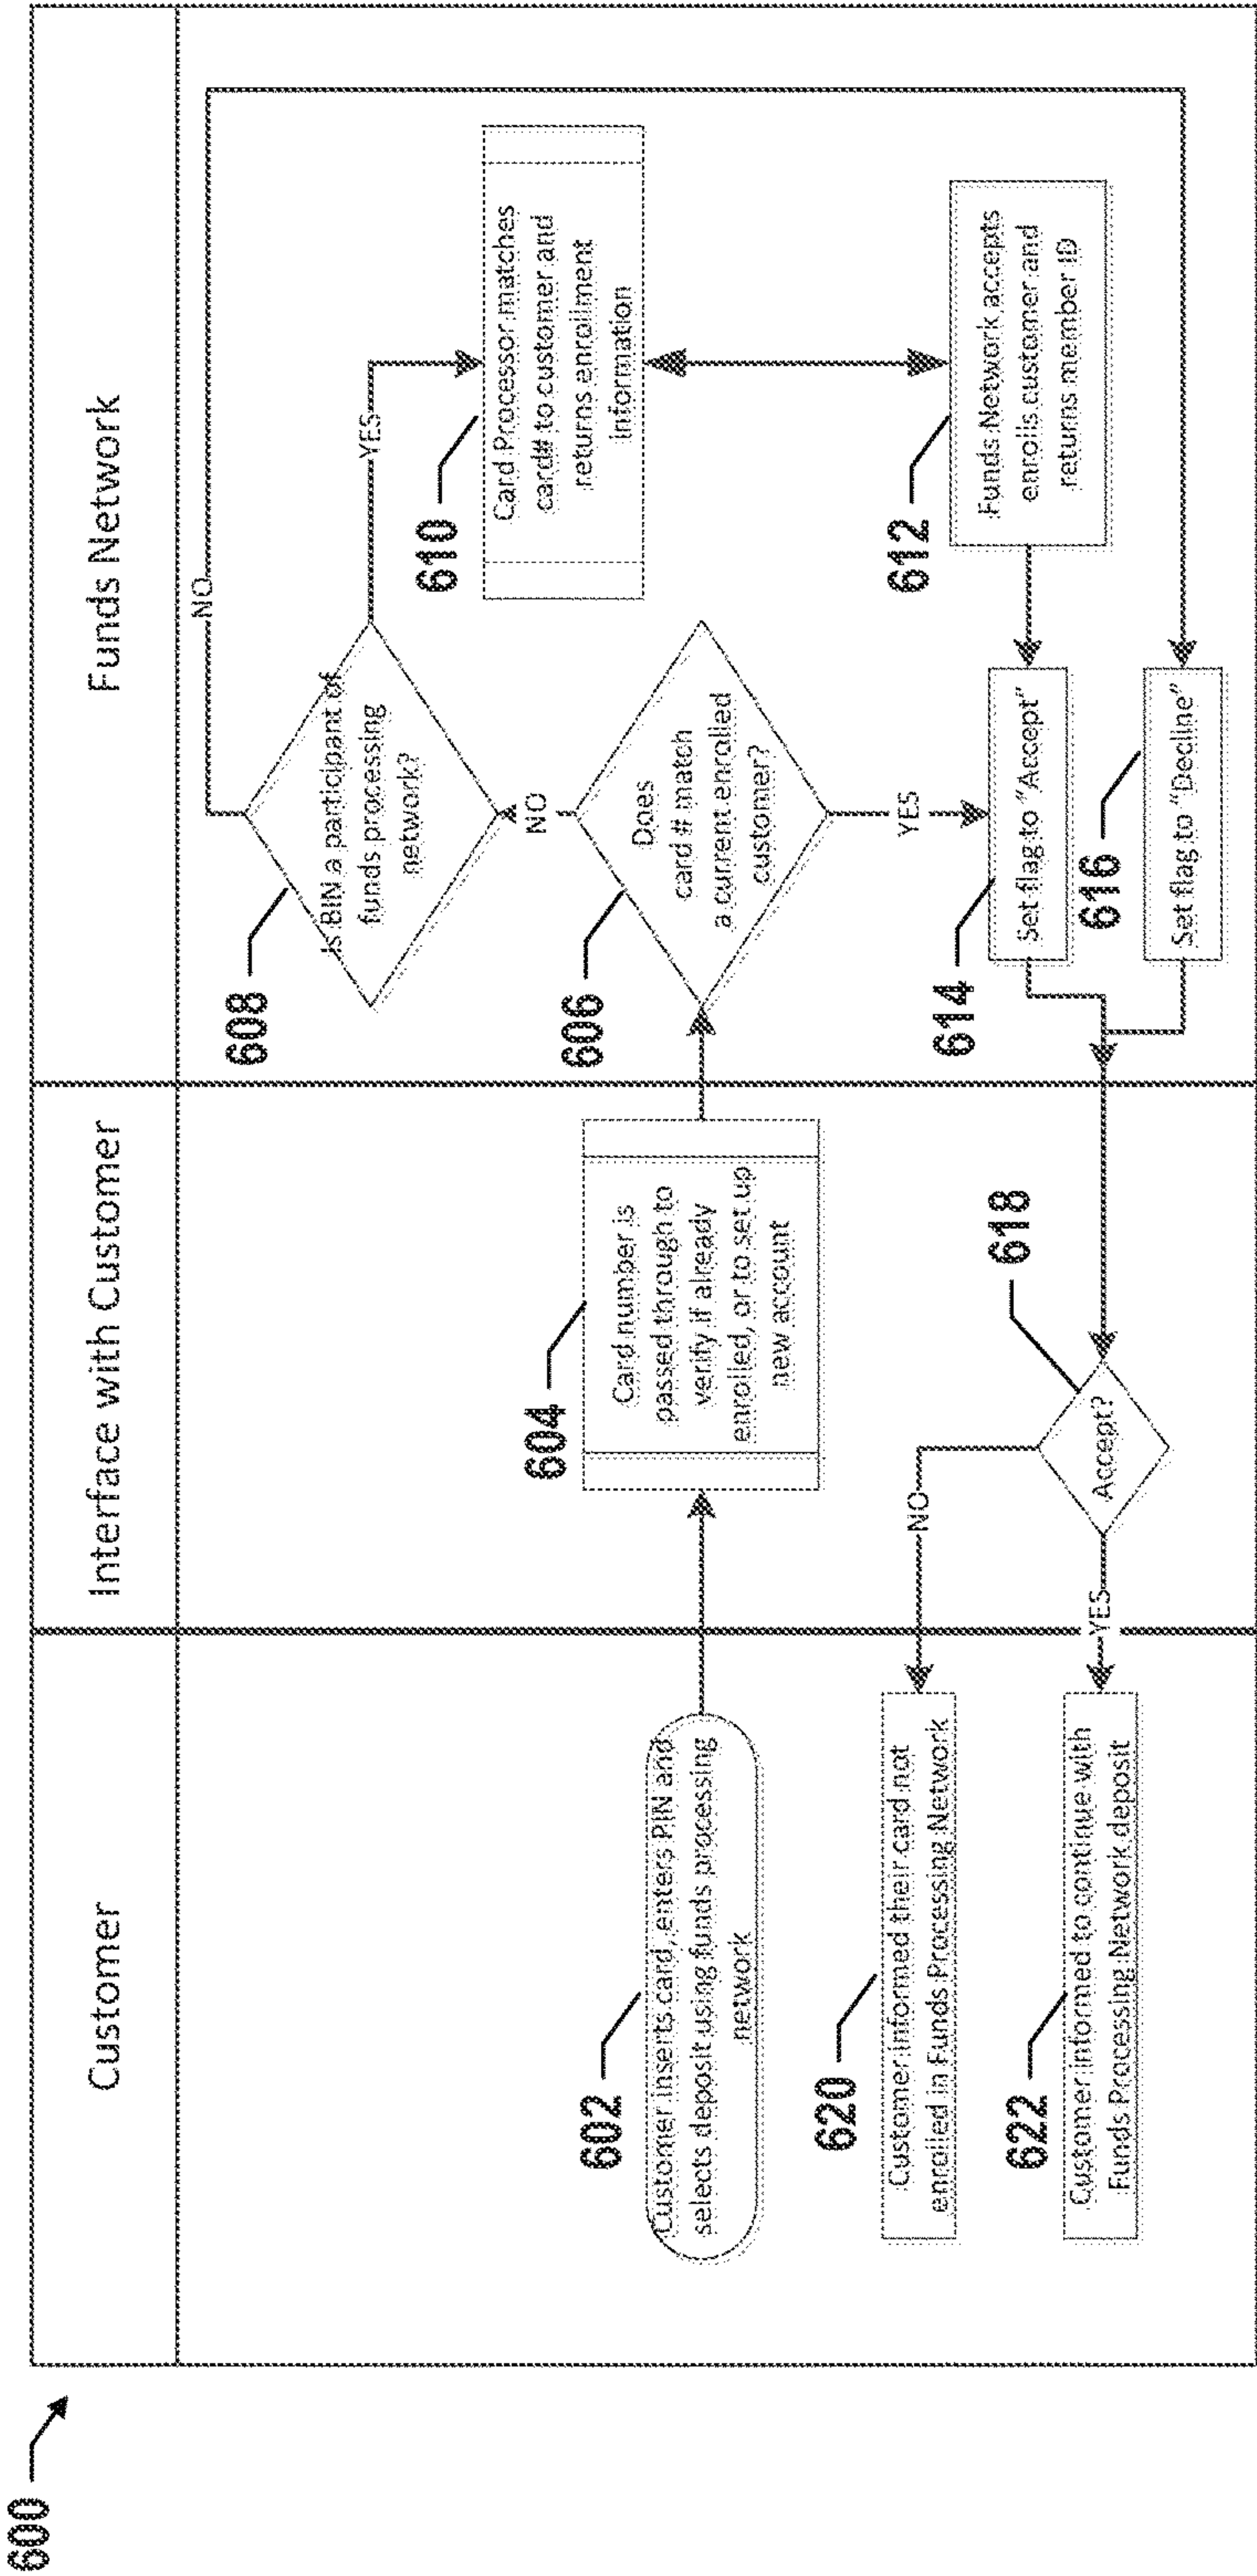 600
Customer
Interface with Customer
Funds Network
602
Customer inserts card, enters PIN and
selects deposit using funds processing
network
604
Card number is
passed through to
verify if already
enrolled, or to set up
new account
606
Does
card # match
a current enrolled
customer?
NO
YES
608
Is BIN a participant of
funds processing
network?
NO
YES
610
Card Processor matches
card# to customer and
returns enrollment
information
612
Funds Network accepts
enrolls customer and
returns member ID
614
Set flag to "Accept"
616
Set flag to "Decline"
618
Accept?
NO
YES
620
Customer informed their card not
enrolled in Funds Processing Network
622
Customer informed to continue with
Funds Processing Network deposit